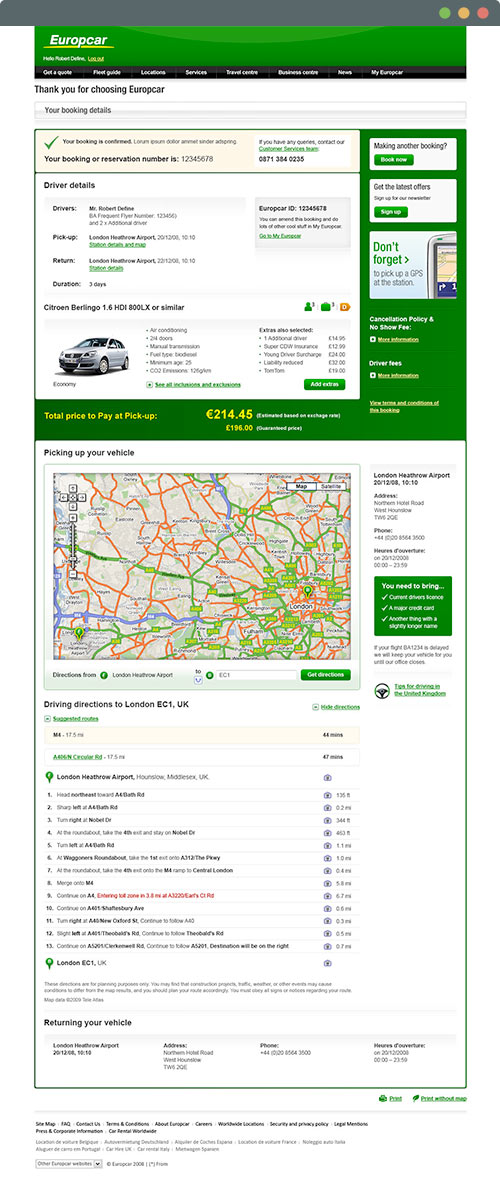 Europcar
Hello Robert Define, Log out
Get a quote Fleet guide Locations Services Travel centre Business centre News My Europcar
Thank you for choosing Europcar
Your booking details
Your booking is confirmed. Lorum ipsum dollor ammet sinder adspring.
Your booking or reservation number is: 12345678
If you have any queries, contact our
Customer Services team:
0871 384 0235
Making another booking?
Book now
Get the latest offers
Sign up for our newsletter
Sign up
Don't
forget >
to pick up a GPS
at the station.
Cancellation Policy &
No Show Fee:
More information
Driver fees
More information
View terms and conditions of
this booking
Driver details
Drivers: Mr. Robert Define
BA Frequent Flyer Number: 123456)
and 2 x Additional driver
Pick-up: London Heathrow Airport, 20/12/08, 10:10
Station details and map
Return: London Heathrow Airport, 20/12/08, 10:10
Station details
Duration: 3 days
Europcar ID: 12345678
You can amend this booking and do
lots of other cool stuff in My Europcar.
Go to My Europcar
Citroen Berlingo 1.6 HDI 800LX or similar
3 3 D
• Air conditioning
• 2/4 doors
• Manual transmission
• Fuel type: biodiesel
• Minimum age: 25
• CO2 Emissions: 126g/km
Economy
See all inclusions and exclusions
Extras also selected:
• 1 Additional driver £14.95
• Super CDW Insurance £12.99
• Young Driver Surcharge £24.00
• Liability reduced £32.00
• TomTom £19.00
Add extras
Total price to Pay at Pick-up: €214.45 (Estimated based on exchage rate)
£196.00 (Guaranteed price)
Picking up your vehicle
Map Satellite
London
Directions from London Heathrow Airport to EC1 Get directions
London Heathrow Airport
20/12/08, 10:10
Address:
Northern Hotel Road
West Hounslow
TW6 2QE
Phone:
+44 (0)20 8564 3500
Heures d'ouverture:
on 20/12/2008
00:00 – 23:59
You need to bring...
Current drivers licence
A major credit card
Another thing with a
slightly longer name
If your flight BA1234 is delayed
we will keep your vehicle for you
until our office closes.
Tips for driving in
the United Kingdom
Driving directions to London EC1, UK
Hide directions
Suggested routes
M4 - 17.5 mi 44 mins
A406/N Circular Rd - 17.5 mi 47 mins
London Heathrow Airport, Hounslow, Middlesex, UK.
1. Head northeast toward A4/Bath Rd 135 ft
2. Sharp left at A4/Bath Rd 0.2 mi
3. Turn right at Nobel Dr 344 ft
4. At the roundabout, take the 4th exit and stay on Nobel Dr 463 ft
5. Turn left at A4/Bath Rd 1.1 mi
6. At Waggoners Roundabout, take the 1st exit onto A312/The Pkwy 1.0 mi
7. At the roundabout, take the 4th exit onto the M4 ramp to Central London 0.4 mi
8. Merge onto M4 5.8 mi
9. Continue on A4, Entering toll zone in 3.8 mi at A3220/Earl's Ct Rd 6.7 mi
10. Continue on A401/Shaftesbury Ave 0.6 mi
11. Turn right at A40/New Oxford St, Continue to follow A40 0.3 mi
12. Slight left at A401/Theobald's Rd, Continue to follow Theobald's Rd 0.5 mi
13. Continue on A5201/Clerkenwell Rd, Continue to follow A5201, Destination will be on the right 0.7 mi
London EC1, UK
These directions are for planning purposes only. You may find that construction projects, traffic, weather, or other events may cause
conditions to differ from the map results, and you should plan your route accordingly. You must obey all signs or notices regarding your route.
Map data ©2009 Tele Atlas
Returning your vehicle
London Heathrow Airport
20/12/2008, 10:10
Address:
Northern Hotel Road
West Hounslow
TW6 2QE
Phone:
+44 (0)20 8564 3500
Heures d'ouverture:
on 20/12/2008
00:00 – 23:59
Print Print without map
Site Map FAQ Contact Us Terms & Conditions About Europcar Careers Worldwide Locations Security and privacy policy Legal Mentions
Press & Corporate Information Car Rental Worldwide
Location de voiture Belgique Autovermietung Deutschland Alquiler de Coches Espana Location de voiture France Noleggio auto Italia
Aluguer de carro em Portugal Car Hire UK Car rental Italy Mietwagen Spanien
Other Europcar websites © Europcar 2008 | (*) From